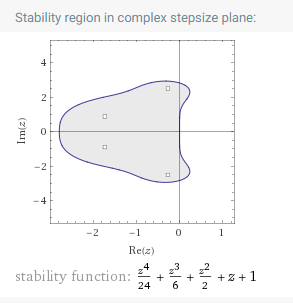 Stability region in complex stepsize plane:
4
2
0
−2
−4
Im(z)
−2 −1 0 1
Re(z)
stability function: z⁴/24 + z³/6 + z²/2 + z + 1